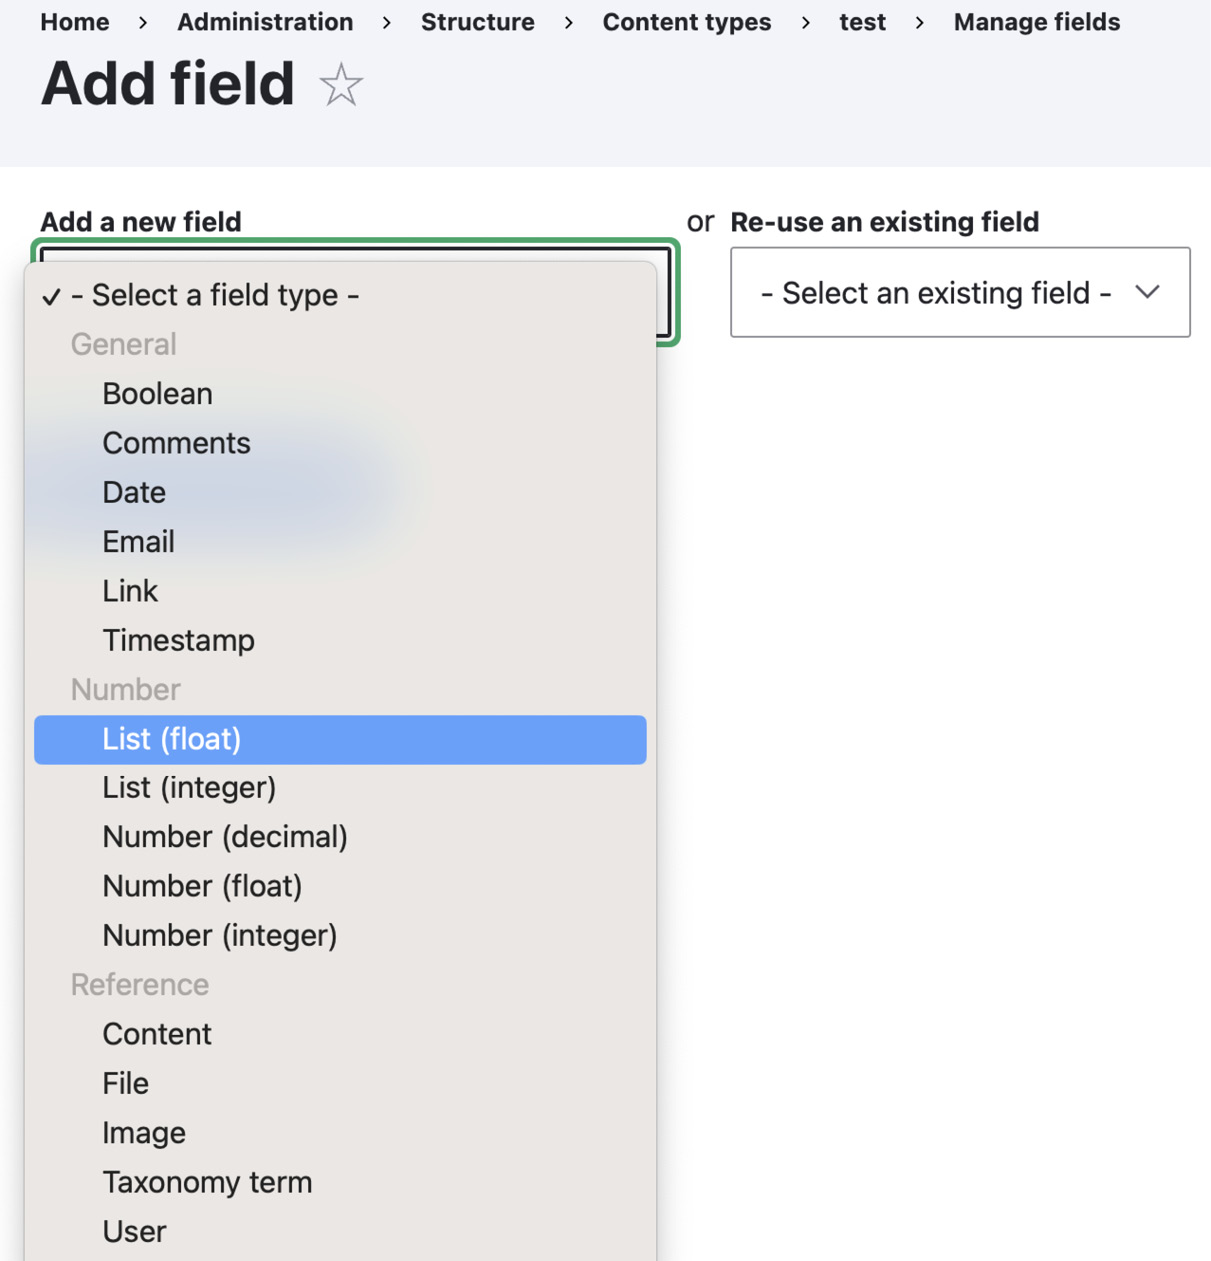 Home > Administration > Structure > Content types > test > Manage fields
Add field
Add a new field or Re-use an existing field
✓ - Select a field type -
- Select an existing field -
General
Boolean
Comments
Date
Email
Link
Timestamp
Number
List (float)
List (integer)
Number (decimal)
Number (float)
Number (integer)
Reference
Content
File
Image
Taxonomy term
User